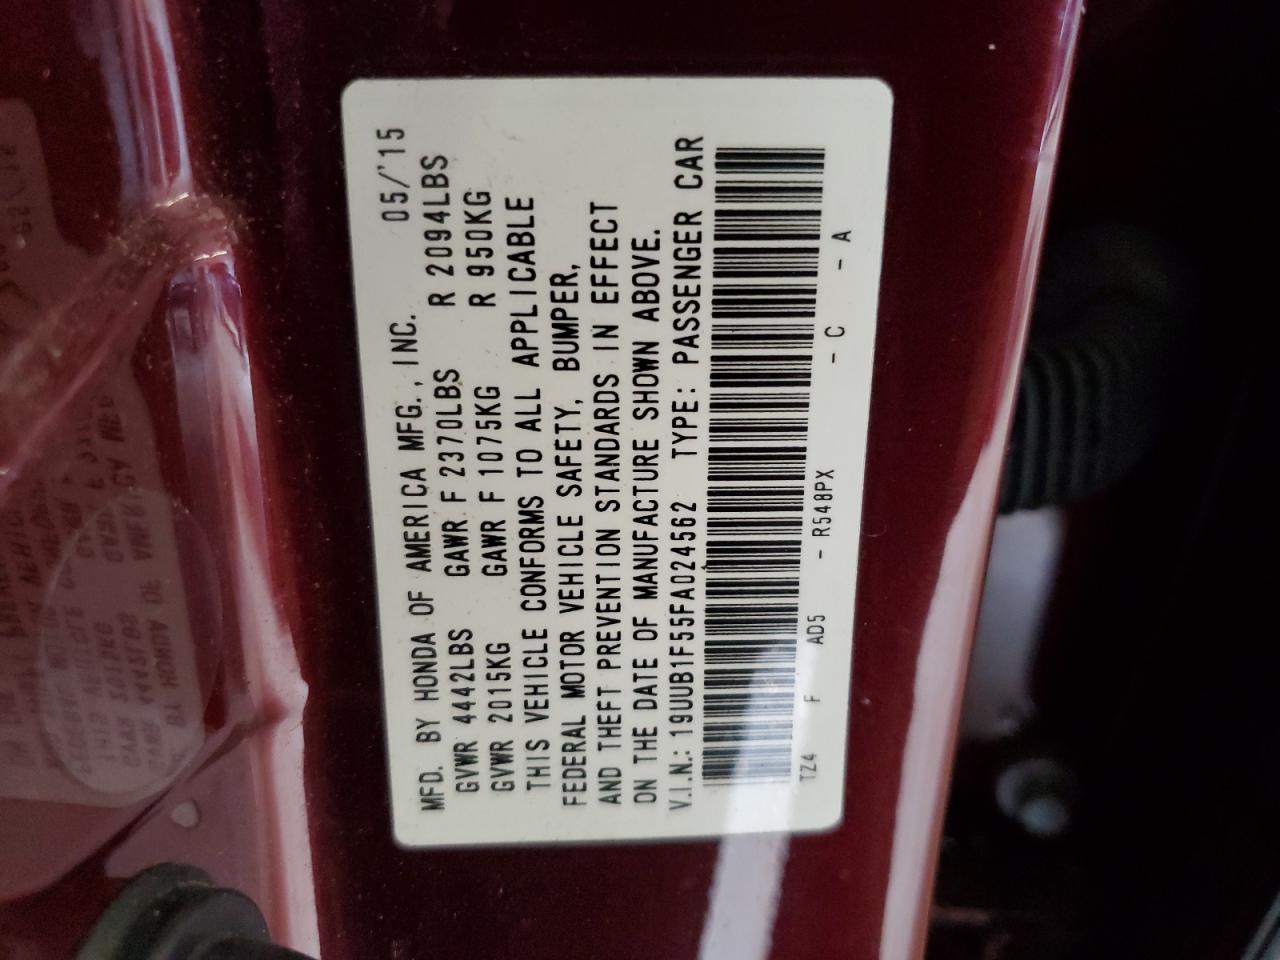 MFD. BY HONDA OF AMERICA MFG., INC. 05/'15
GVWR 4442LBS GAWR F 2370LBS R 2094LBS
GVWR 2015KG GAWR F 1075KG R 950KG
THIS VEHICLE CONFORMS TO ALL APPLICABLE
FEDERAL MOTOR VEHICLE SAFETY, BUMPER,
AND THEFT PREVENTION STANDARDS IN EFFECT
ON THE DATE OF MANUFACTURE SHOWN ABOVE.
V.I.N.: 19UUB1F55FA024562 TYPE: PASSENGER CAR
TZ4 F AD5 - R548PX - C - A